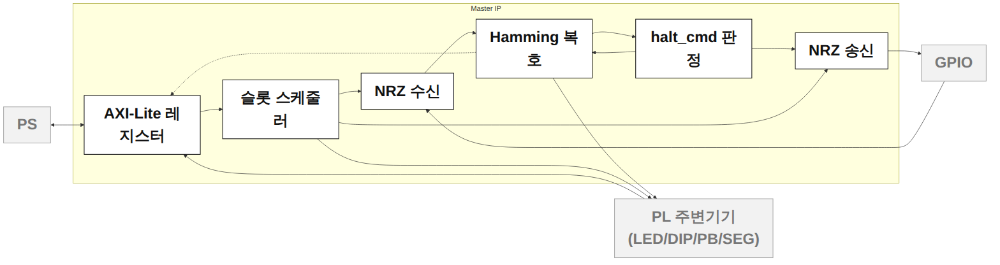 Master IP
PS
AXI-Lite 레
지스터
슬롯 스케줄
러
NRZ 수신
Hamming 복
호
halt_cmd 판
정
NRZ 송신
GPIO
PL 주변기기
(LED/DIP/PB/SEG)